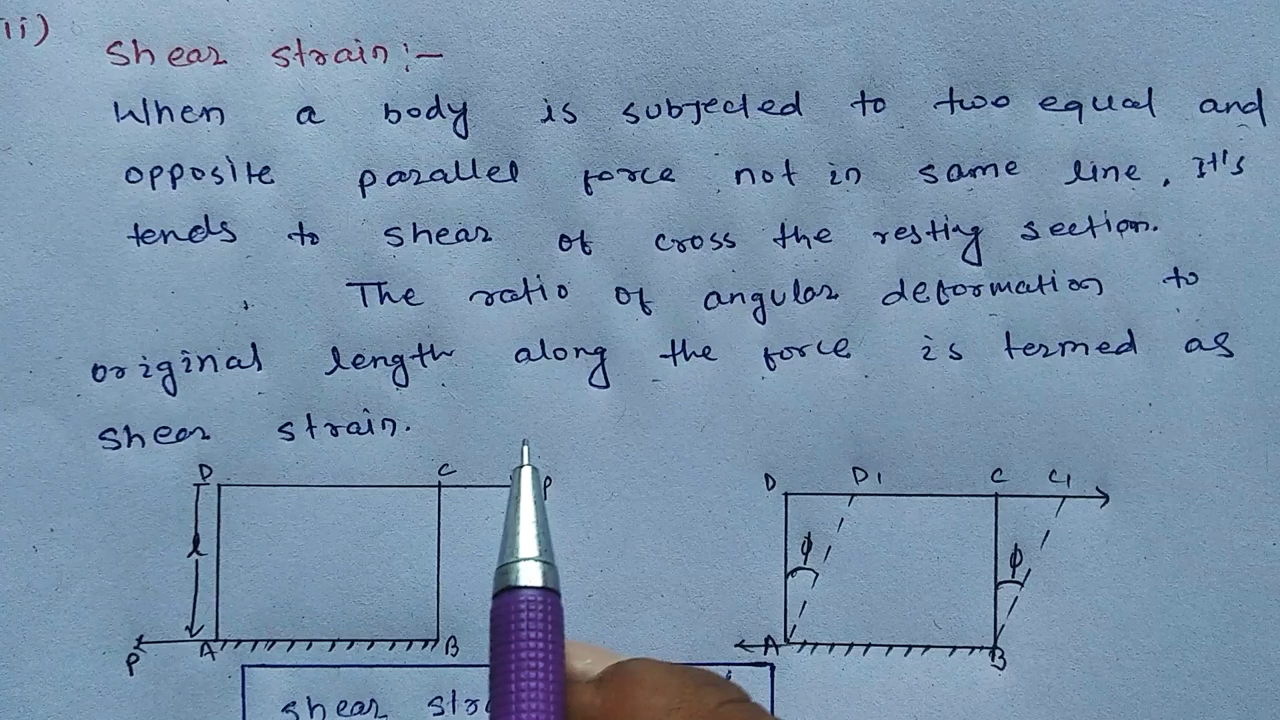 ii)
Shear strain:-
When a body is subjected to two equal and
opposite parallel force not in same line, It's
tends to shear of cross the resting section.
The ratio of angular deformation to
original length along the force is termed as
shear strain.
D C P
l
P A B
D D1 C C1
φ φ
A B
shear